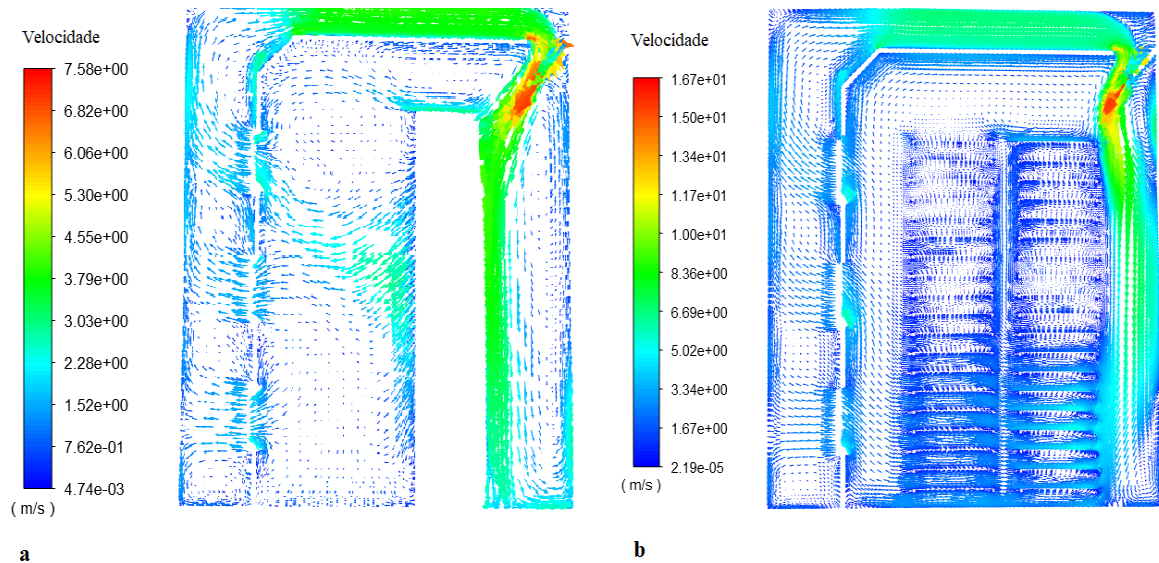 Velocidade
7.58e+00
6.82e+00
6.06e+00
5.30e+00
4.55e+00
3.79e+00
3.03e+00
2.28e+00
1.52e+00
7.62e-01
4.74e-03
( m/s )
a
Velocidade
1.67e+01
1.50e+01
1.34e+01
1.17e+01
1.00e+01
8.36e+00
6.69e+00
5.02e+00
3.34e+00
1.67e+00
2.19e-05
( m/s )
b